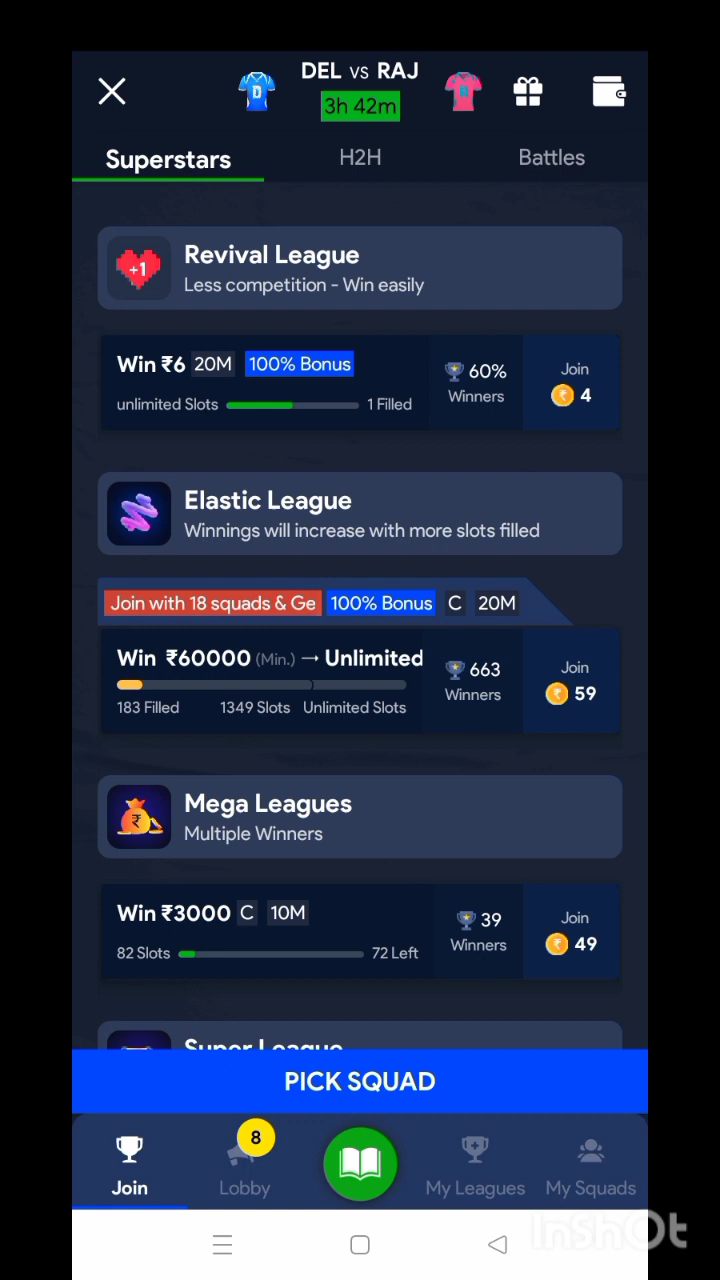 DEL vs RAJ
D
3h 42m
Superstars H2H Battles
+1
Revival League
Less competition - Win easily
Win ₹6 20M 100% Bonus
60%
Winners
Join
₹ 4
unlimited Slots 1 Filled
Elastic League
Winnings will increase with more slots filled
Join with 18 squads & Ge 100% Bonus C 20M
Win ₹60000 (Min.) → Unlimited
663
Winners
Join
₹ 59
183 Filled 1349 Slots Unlimited Slots
₹
Mega Leagues
Multiple Winners
Win ₹3000 C 10M
39
Winners
Join
₹ 49
82 Slots 72 Left
Super League
PICK SQUAD
8
Join Lobby My Leagues My Squads
InShOt